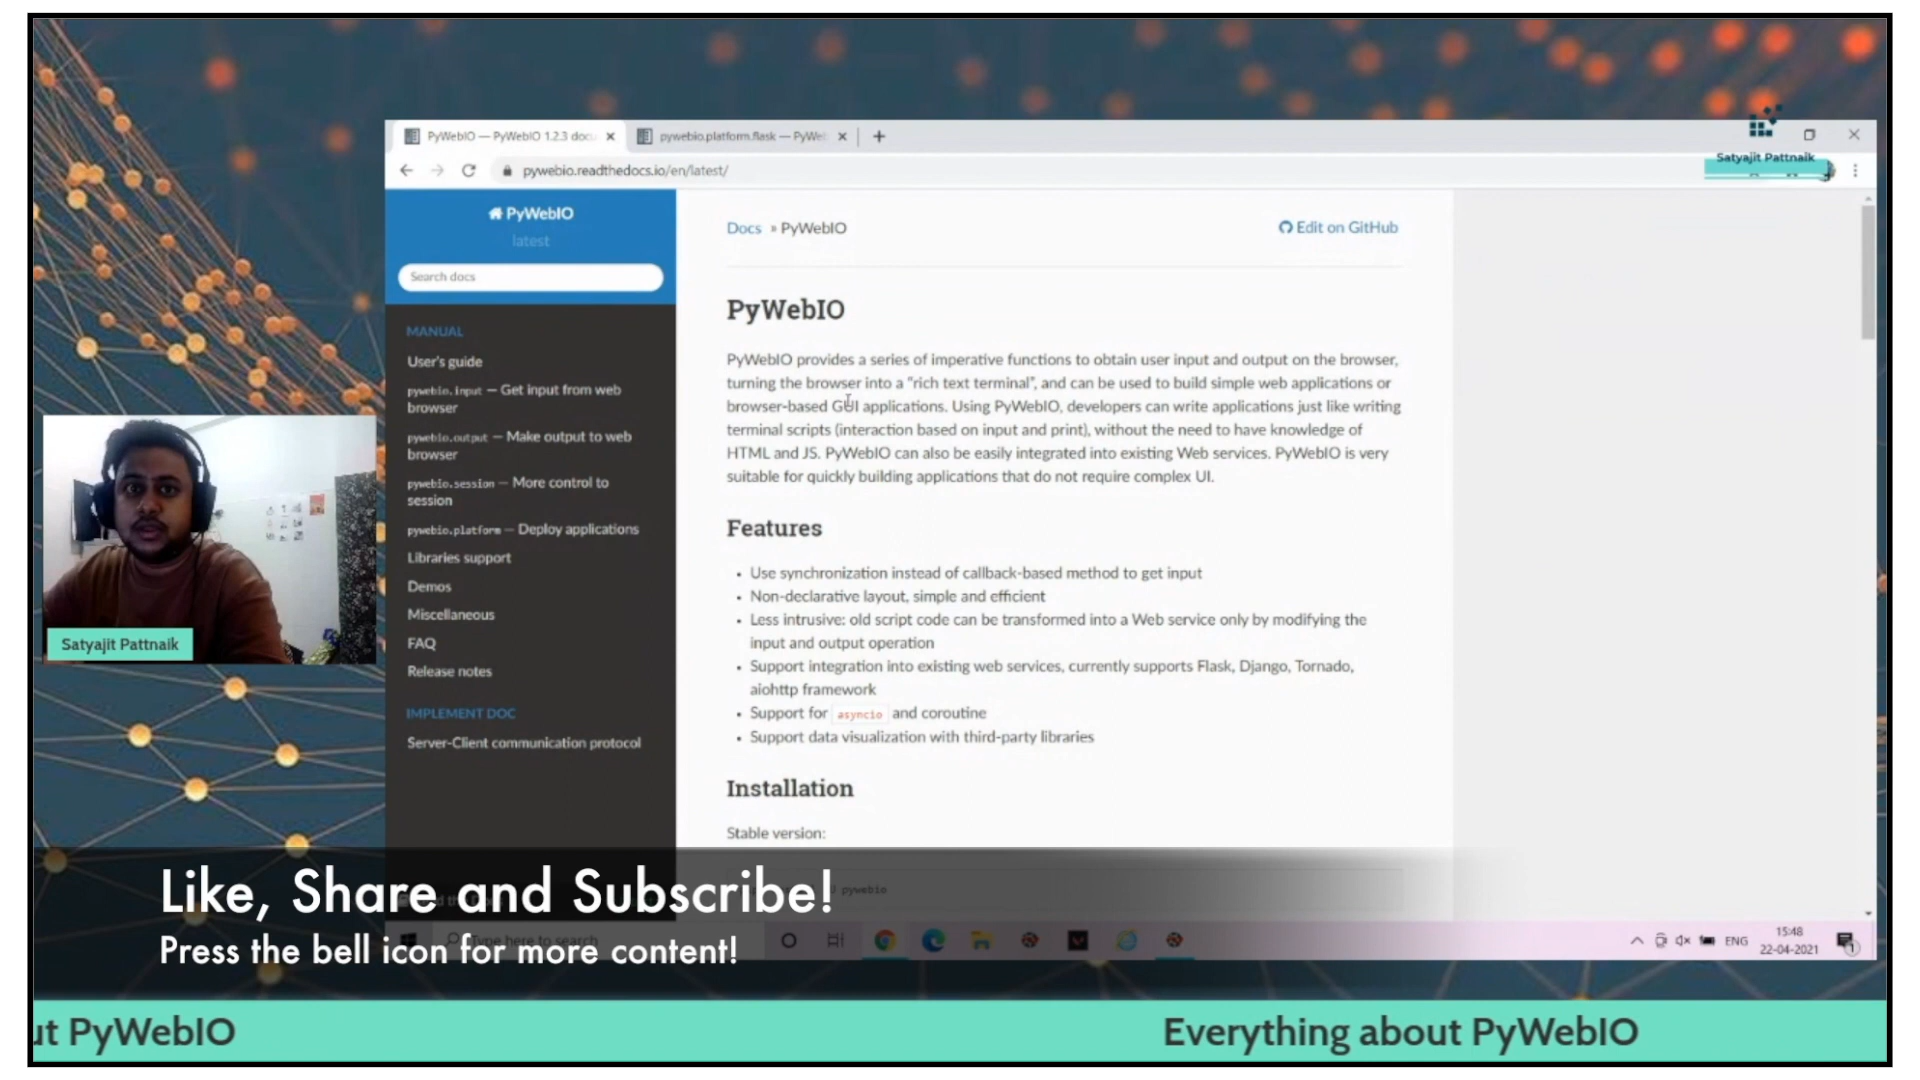 PyWebIO — PyWebIO 1.2.3 doc
pywebio.platform.flask — PyWe
Satyajit Pattnaik
pywebio.readthedocs.io/en/latest/
PyWebIO
latest
Search docs
MANUAL
User's guide
pywebio.input — Get input from web
browser
pywebio.output — Make output to web
browser
pywebio.session — More control to
session
pywebio.platform — Deploy applications
Libraries support
Demos
Miscellaneous
FAQ
Release notes
IMPLEMENT DOC
Server-Client communication protocol
Docs » PyWebIO
Edit on GitHub
PyWebIO
PyWebIO provides a series of imperative functions to obtain user input and output on the browser,
turning the browser into a "rich text terminal", and can be used to build simple web applications or
browser-based GUI applications. Using PyWebIO, developers can write applications just like writing
terminal scripts (interaction based on input and print), without the need to have knowledge of
HTML and JS. PyWebIO can also be easily integrated into existing Web services. PyWebIO is very
suitable for quickly building applications that do not require complex UI.
Features
• Use synchronization instead of callback-based method to get input
• Non-declarative layout, simple and efficient
• Less intrusive: old script code can be transformed into a Web service only by modifying the
input and output operation
• Support integration into existing web services, currently supports Flask, Django, Tornado,
aiohttp framework
• Support for asyncio and coroutine
• Support data visualization with third-party libraries
Installation
Stable version:
pywebio
Satyajit Pattnaik
Like, Share and Subscribe!
Press the bell icon for more content!
Type here to search
ENG
15:48
22-04-2021
1
ut PyWebIO
Everything about PyWebIO